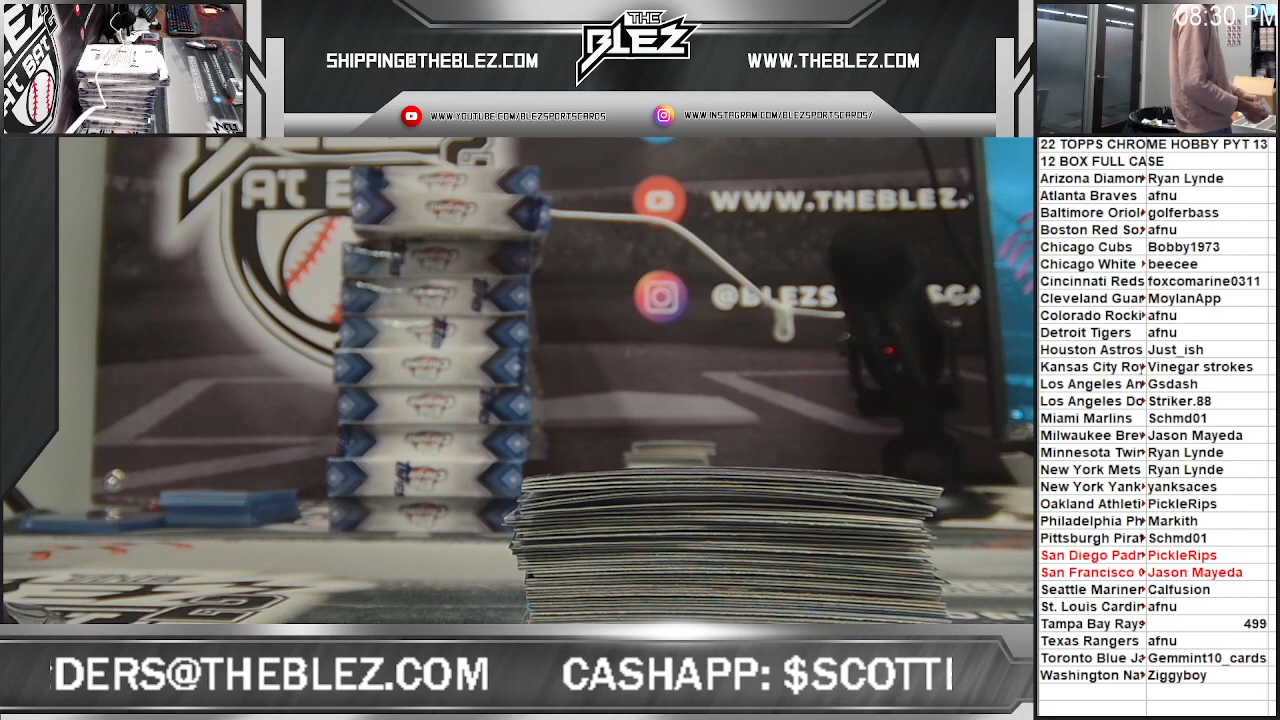 08:30 PM
THE
BLEZ
SHIPPING@THEBLEZ.COM
WWW.THEBLEZ.COM
WWW.YOUTUBE.COM/BLEZSPORTSCARDS
WWW.INSTAGRAM.COM/BLEZSPORTSCARDS/
AT BAT
AT B
WWW.THEBLEZ.
@BLEZS
22 TOPPS CHROME HOBBY PYT 13
12 BOX FULL CASE
Arizona Diamon Ryan Lynde
Atlanta Braves afnu
Baltimore Oriol golferbass
Boston Red So afnu
Chicago Cubs Bobby1973
Chicago White beecee
Cincinnati Reds foxcomarine0311
Cleveland Guar MoylanApp
Colorado Rocki afnu
Detroit Tigers afnu
Houston Astros Just_ish
Kansas City Roy Vinegar strokes
Los Angeles An Gsdash
Los Angeles Do Striker.88
Miami Marlins Schmd01
Milwaukee Brew Jason Mayeda
Minnesota Twin Ryan Lynde
New York Mets Ryan Lynde
New York Yank yanksaces
Oakland Athleti PickleRips
Philadelphia Ph Markith
Pittsburgh Pirat Schmd01
San Diego Padr PickleRips
San Francisco Jason Mayeda
Seattle Mariner Calfusion
St. Louis Cardin afnu
Tampa Bay Rays 499
Texas Rangers afnu
Toronto Blue Ja Gemmint10_cards
Washington Na Ziggyboy
DERS@THEBLEZ.COM CASHAPP: $SCOTTI